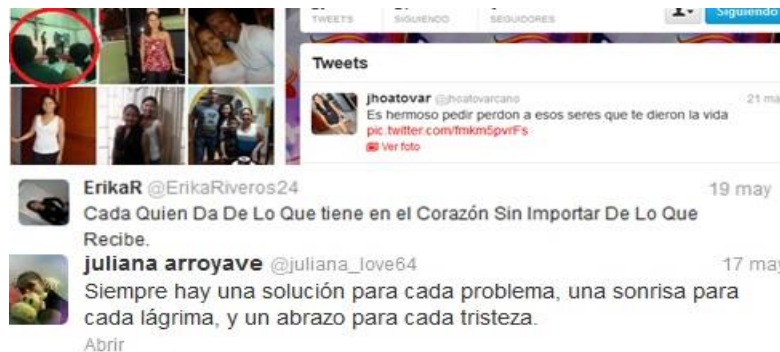 TWEETS SIGUIENDO SEGUIDORES
Siguiendo
Tweets
jhoatovar @jhoatovarcano 21 may
Es hermoso pedir perdon a esos seres que te dieron la vida
pic.twitter.com/fmkm5pvrFs
Ver foto
ErikaR @ErikaRiveros24 19 may
Cada Quien Da De Lo Que tiene en el Corazón Sin Importar De Lo Que
Recibe.
juliana arroyave @juliana_love64 17 may
Siempre hay una solución para cada problema, una sonrisa para
cada lágrima, y un abrazo para cada tristeza.
Abrir